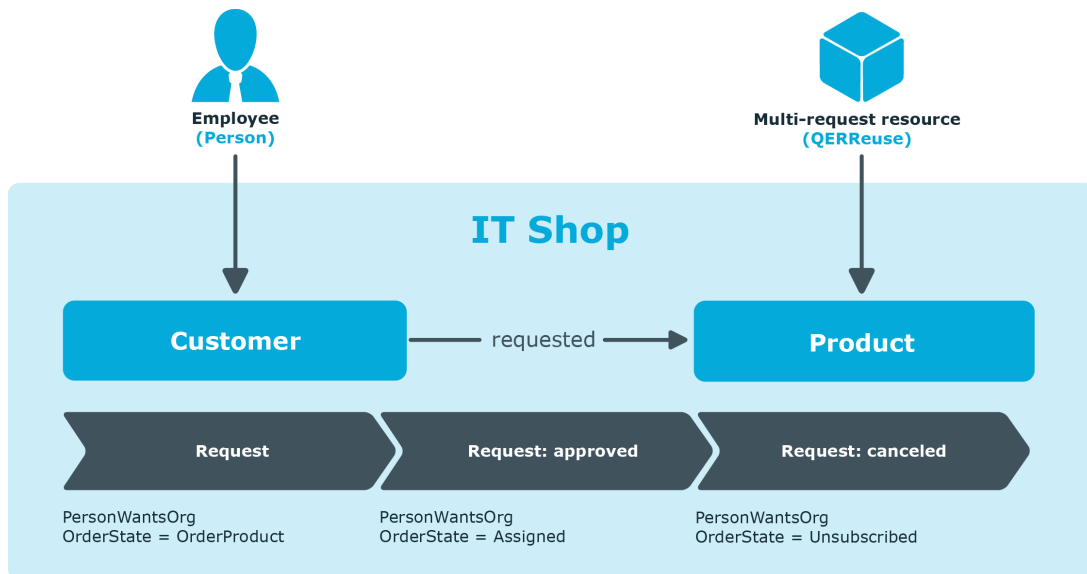 Employee
(Person)
Multi-request resource
(QERReuse)
IT Shop
Customer
requested
Product
Request
Request: approved
Request: canceled
PersonWantsOrg
OrderState = OrderProduct
PersonWantsOrg
OrderState = Assigned
PersonWantsOrg
OrderState = Unsubscribed